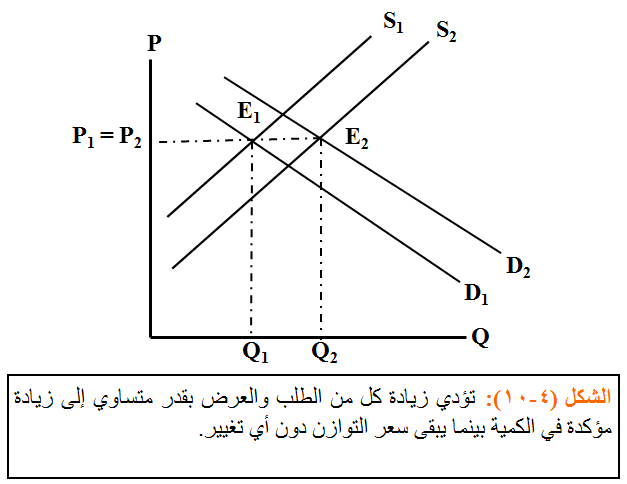 S1
S2
P
E1
P1 = P2
E2
D2
D1
Q
Q1
Q2
الشكل (٤-١٠): تؤدي زيادة كل من الطلب والعرض بقدر متساوي إلى زيادة
مؤكدة في الكمية بينما يبقى سعر التوازن دون أي تغيير.